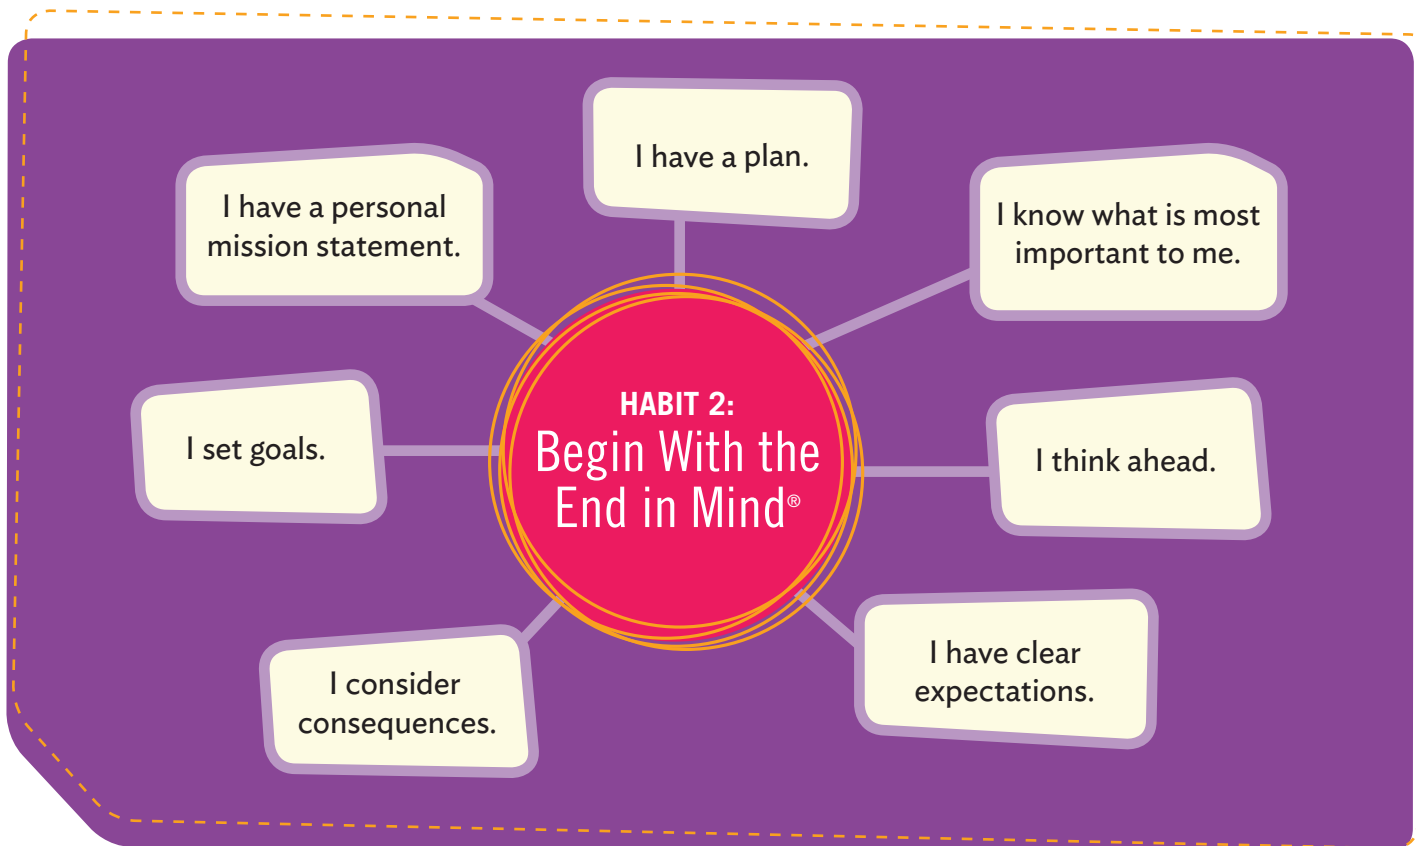 I have a plan.
I have a personal
mission statement.
I know what is most
important to me.
I set goals.
HABIT 2:
Begin With the
End in Mind®
I think ahead.
I consider
consequences.
I have clear
expectations.